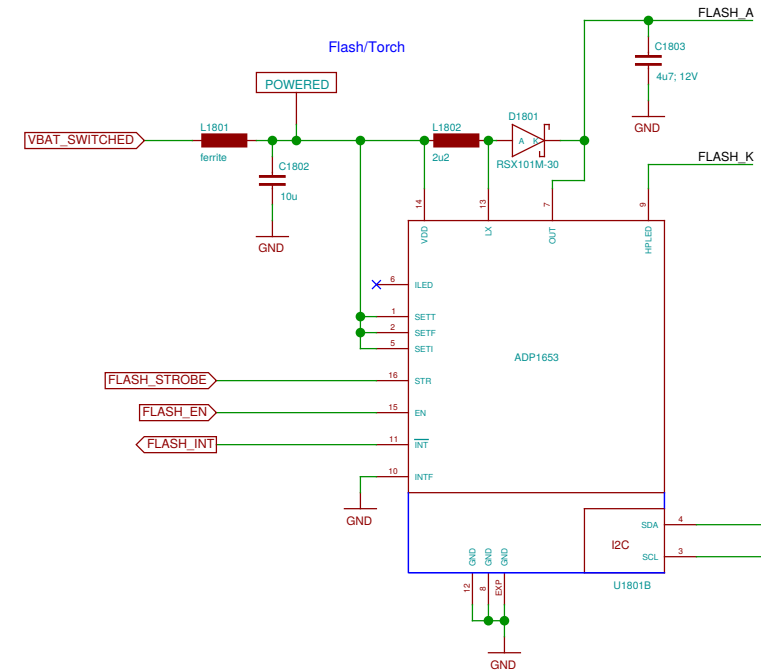 FLASH_A
Flash/Torch
C1803
4u7; 12V
GND
POWERED
VBAT_SWITCHED
L1801
ferrite
C1802
10u
GND
L1802
2u2
D1801
A K
RSX101M-30
FLASH_K
14
13
7
9
VDD
LX
OUT
HPLED
6
ILED
1
SETT
2
SETF
5
SETI
ADP1653
FLASH_STROBE
16
STR
FLASH_EN
15
EN
FLASH_INT
11
INT
10
INTF
GND
SDA
4
I2C
SCL
3
GND
GND
GND
12
8
EXP
U1801B
GND